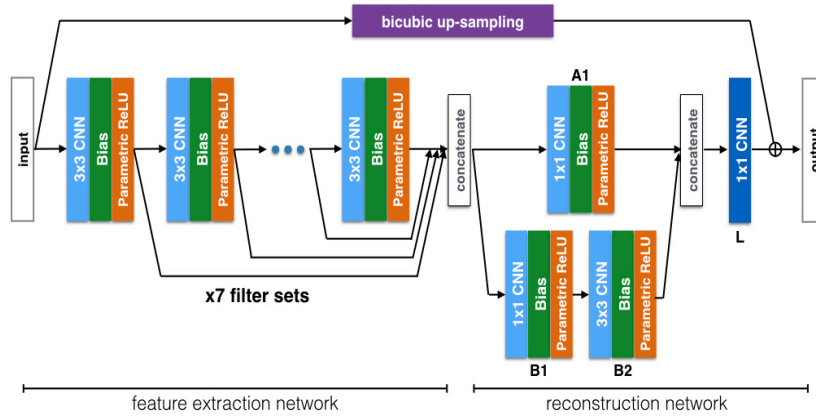 bicubic up-sampling
A1
input
3x3 CNN
Bias
Parametric ReLU
3x3 CNN
Bias
Parametric ReLU
3x3 CNN
Bias
Parametric ReLU
concatenate
1x1 CNN
Bias
Parametric ReLU
concatenate
1x1 CNN
output
L
1x1 CNN
Bias
Parametric ReLU
3x3 CNN
Bias
Parametric ReLU
x7 filter sets
B1
B2
feature extraction network
reconstruction network